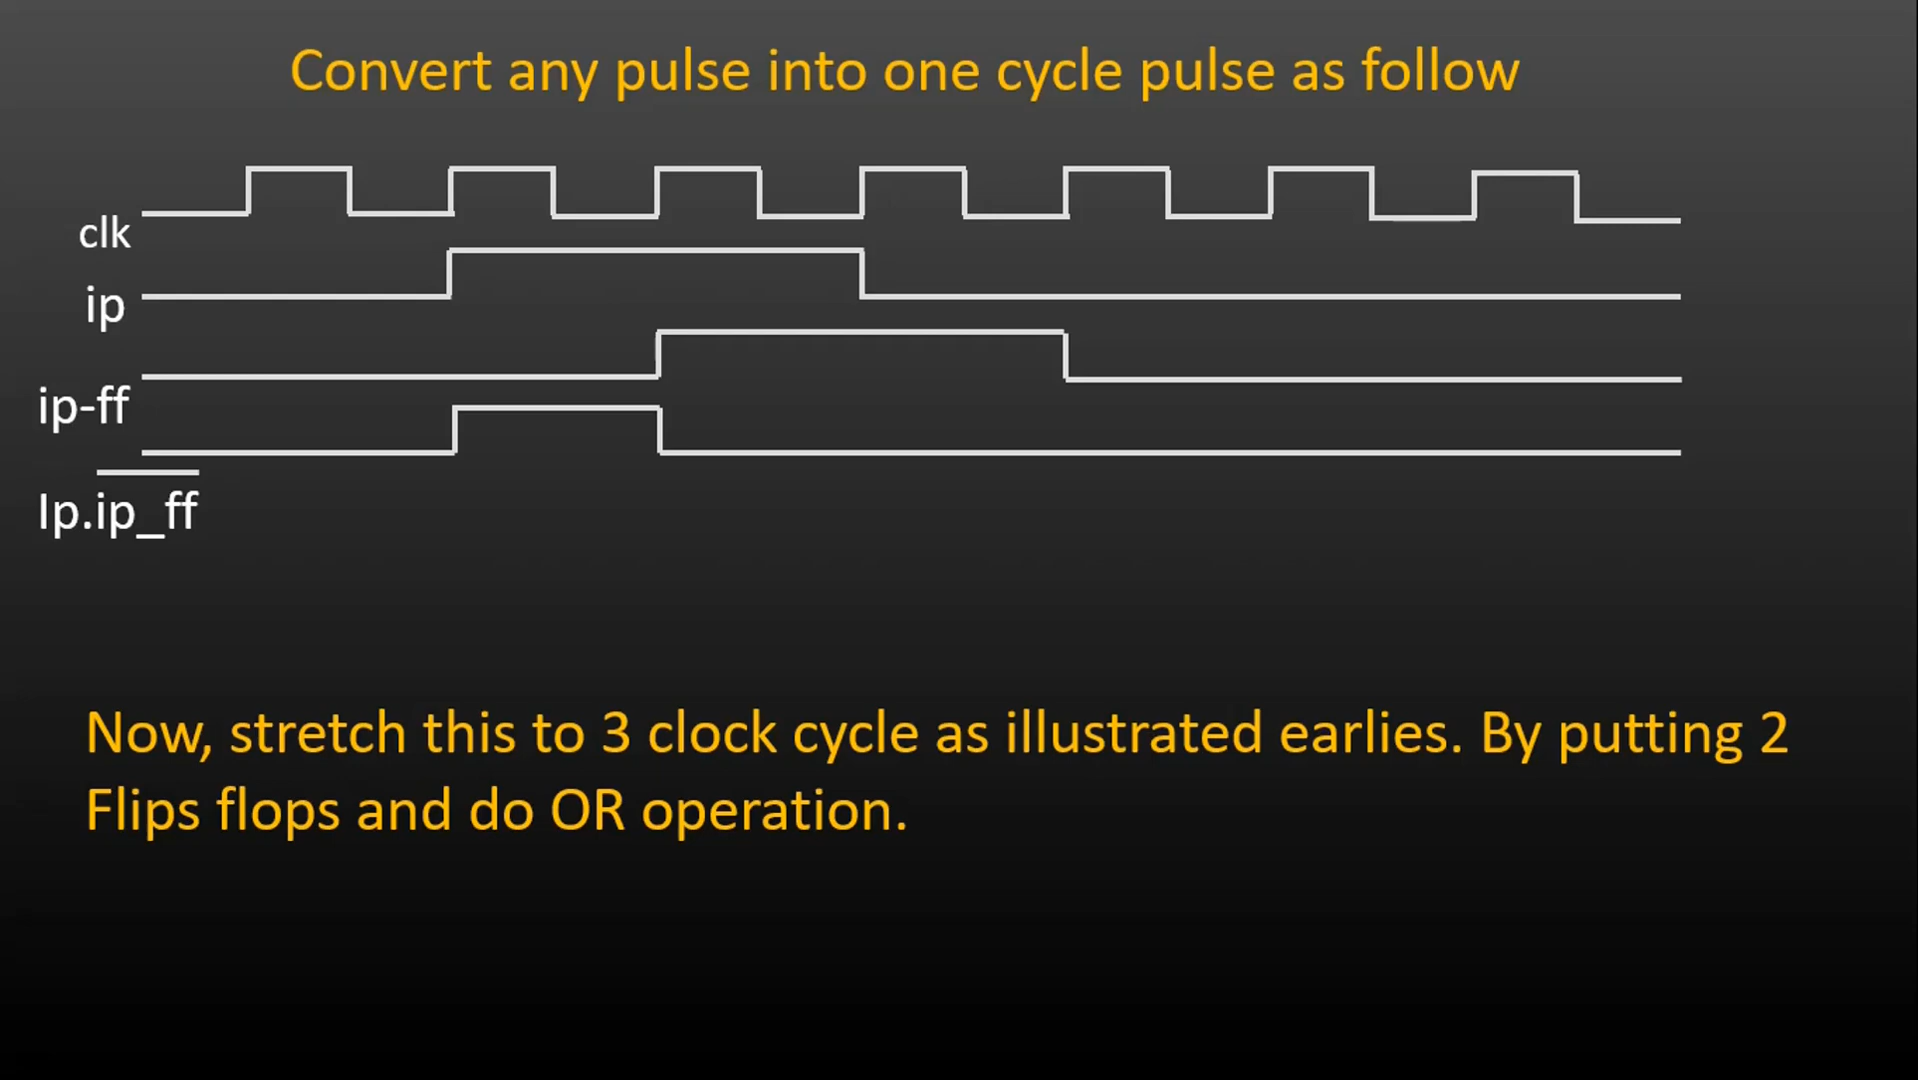 Convert any pulse into one cycle pulse as follow
clk
ip
ip-ff
Ip.i̅p̅_̅f̅f̅
Now, stretch this to 3 clock cycle as illustrated earlies. By putting 2
Flips flops and do OR operation.